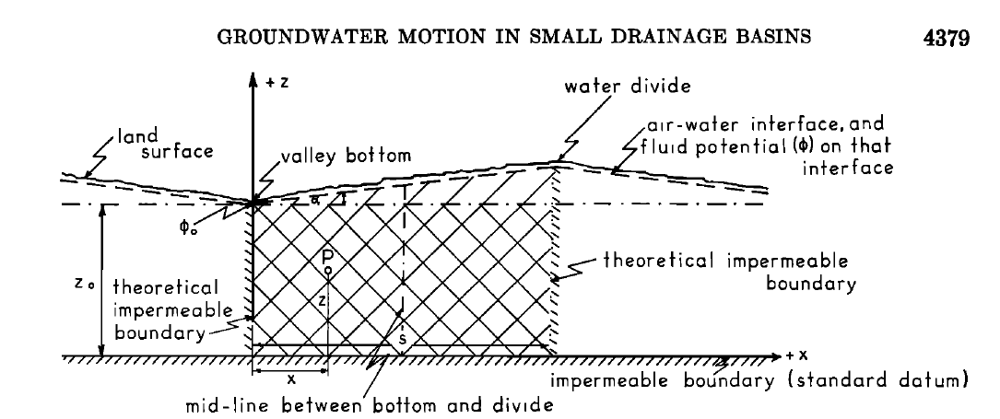 GROUNDWATER MOTION IN SMALL DRAINAGE BASINS 4379
+ z
water divide
land
surface
air-water interface, and
fluid potential (ϕ) on that
interface
valley bottom
α
ϕ₀
P
theoretical impermeable
boundary
z₀
theoretical
impermeable
boundary
z
s
+ x
x
impermeable boundary (standard datum)
mid-line between bottom and divide